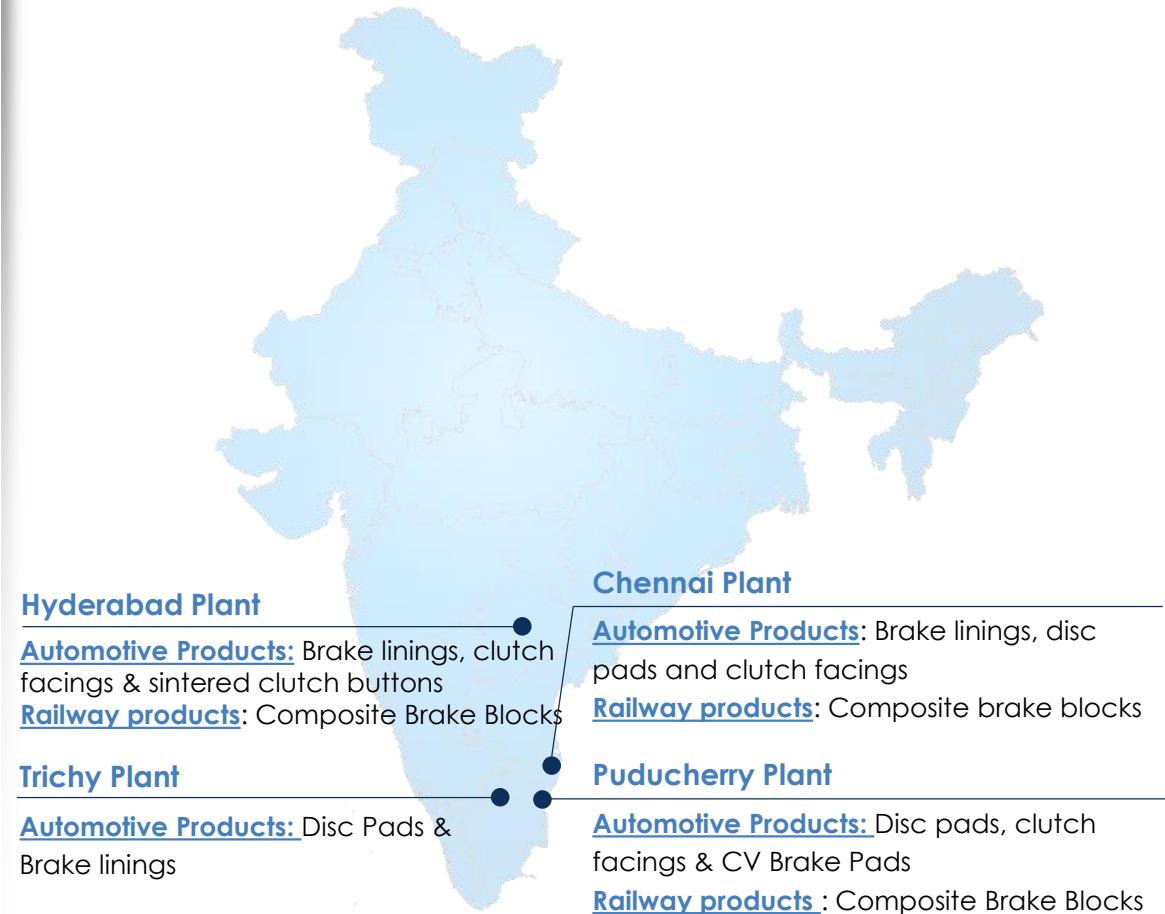 Hyderabad Plant
Automotive Products: Brake linings, clutch
facings & sintered clutch buttons
Railway products: Composite Brake Blocks
Trichy Plant
Automotive Products: Disc Pads &
Brake linings
Chennai Plant
Automotive Products: Brake linings, disc
pads and clutch facings
Railway products: Composite brake blocks
Puducherry Plant
Automotive Products: Disc pads, clutch
facings & CV Brake Pads
Railway products : Composite Brake Blocks